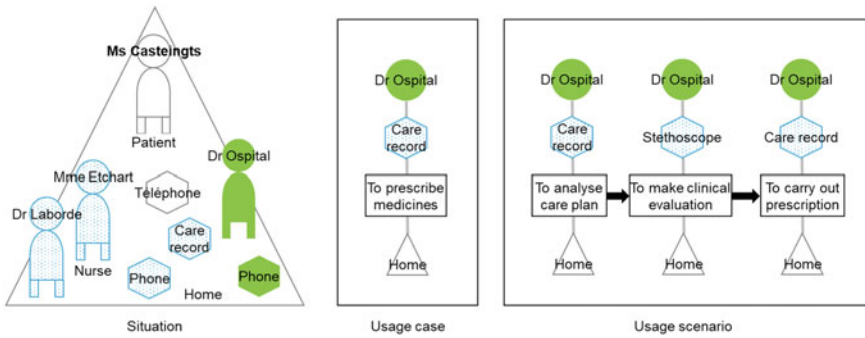 Ms Casteingts
Patient
Dr Ospital
Mme Etchart
Téléphone
Dr Laborde
Care
record
Nurse
Phone
Phone
Home
Situation
Dr Ospital
Care
record
To prescribe
medicines
Home
Usage case
Dr Ospital
Dr Ospital
Dr Ospital
Care
record
Stethoscope
Care record
To analyse
care plan
To make clinical
evaluation
To carry out
prescription
Home
Home
Home
Usage scenario